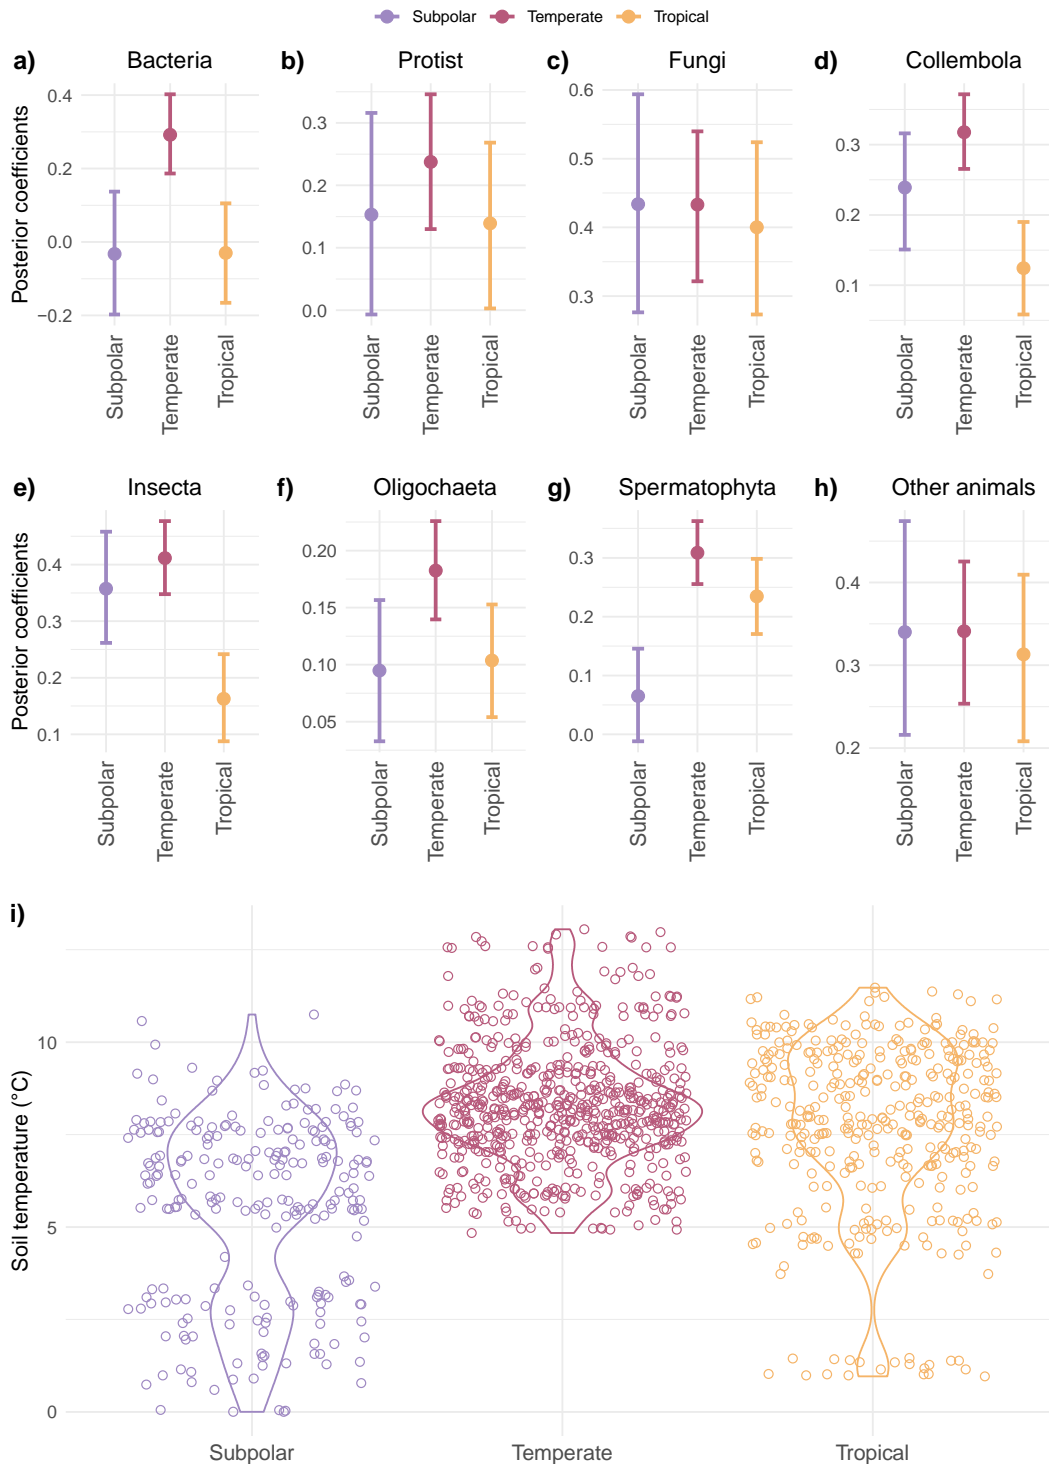 Subpolar Temperate Tropical
a) Bacteria b) Protist c) Fungi d) Collembola
Posterior coefficients
0.4
0.2
0.0
−0.2
Subpolar
Temperate
Tropical
0.3
0.2
0.1
0.0
Subpolar
Temperate
Tropical
0.6
0.5
0.4
0.3
Subpolar
Temperate
Tropical
0.3
0.2
0.1
Subpolar
Temperate
Tropical
e) Insecta f) Oligochaeta g) Spermatophyta h) Other animals
Posterior coefficients
0.4
0.3
0.2
0.1
Subpolar
Temperate
Tropical
0.20
0.15
0.10
0.05
Subpolar
Temperate
Tropical
0.3
0.2
0.1
0.0
Subpolar
Temperate
Tropical
0.4
0.3
0.2
Subpolar
Temperate
Tropical
i)
Soil temperature (°C)
10
5
0
Subpolar Temperate Tropical